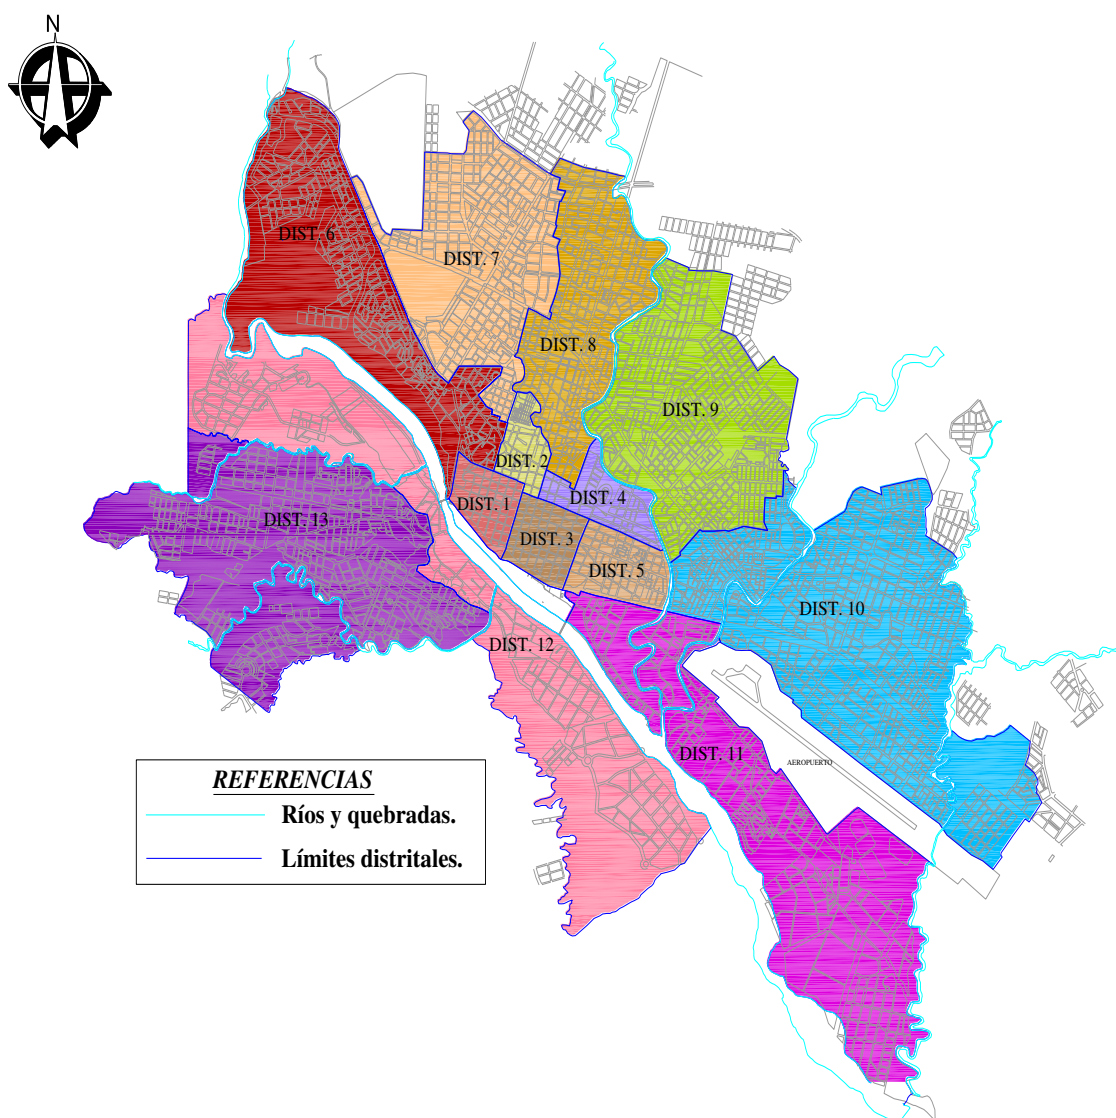 N
DIST. 6
DIST. 7
DIST. 8
DIST. 9
DIST. 2
DIST. 4
DIST. 1
DIST. 3
DIST. 13
DIST. 5
DIST. 10
DIST. 12
DIST. 11
AEROPUERTO
REFERENCIAS
Ríos y quebradas.
Límites distritales.